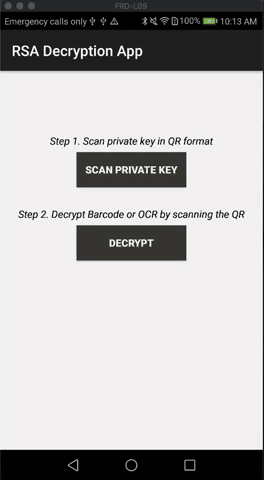 FRD-L09
Emergency calls only 100% 10:13 AM
RSA Decryption App
Step 1. Scan private key in QR format
SCAN PRIVATE KEY
Step 2. Decrypt Barcode or OCR by scanning the QR
DECRYPT